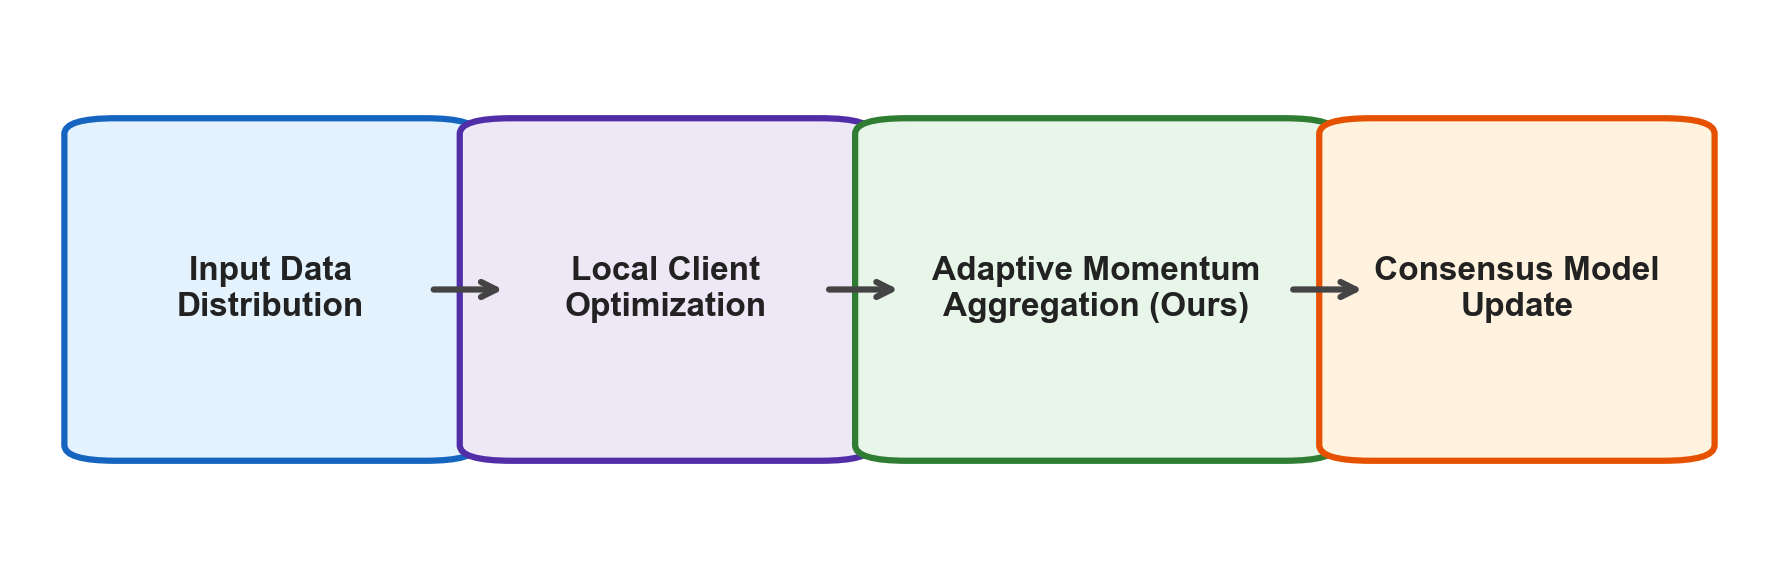 Input Data
Distribution
Local Client
Optimization
Adaptive Momentum
Aggregation (Ours)
Consensus Model
Update